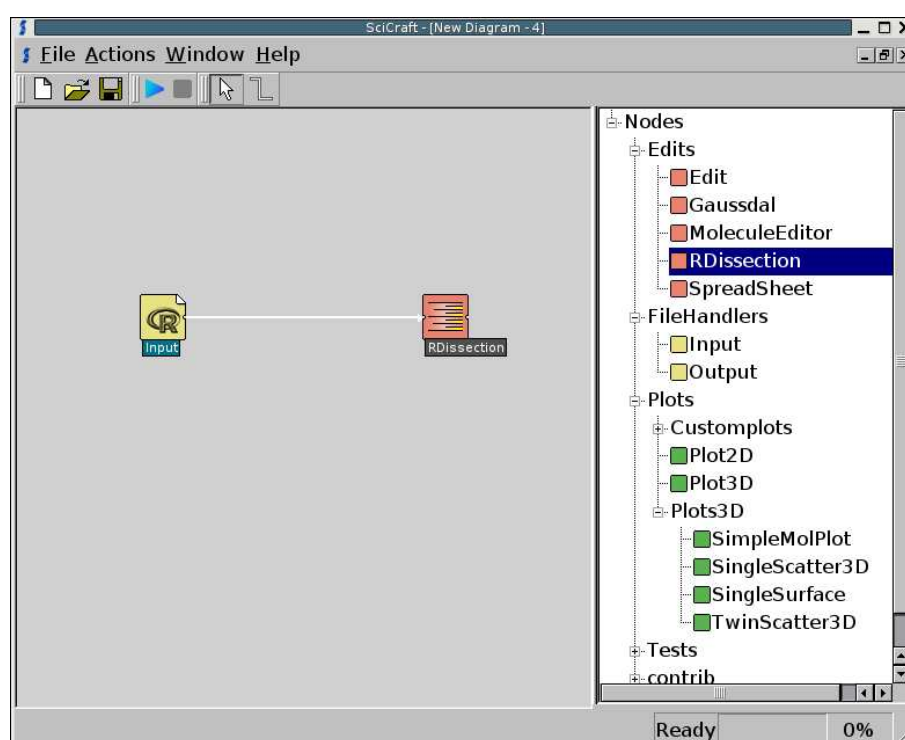 SciCraft - [New Diagram - 4]
File Actions Window Help
Nodes
Edits
Edit
Gaussdal
MoleculeEditor
RDissection
SpreadSheet
FileHandlers
Input
Output
Plots
Customplots
Plot2D
Plot3D
Plots3D
SimpleMolPlot
SingleScatter3D
SingleSurface
TwinScatter3D
Tests
contrib
R
Input
RDissection
Ready 0%